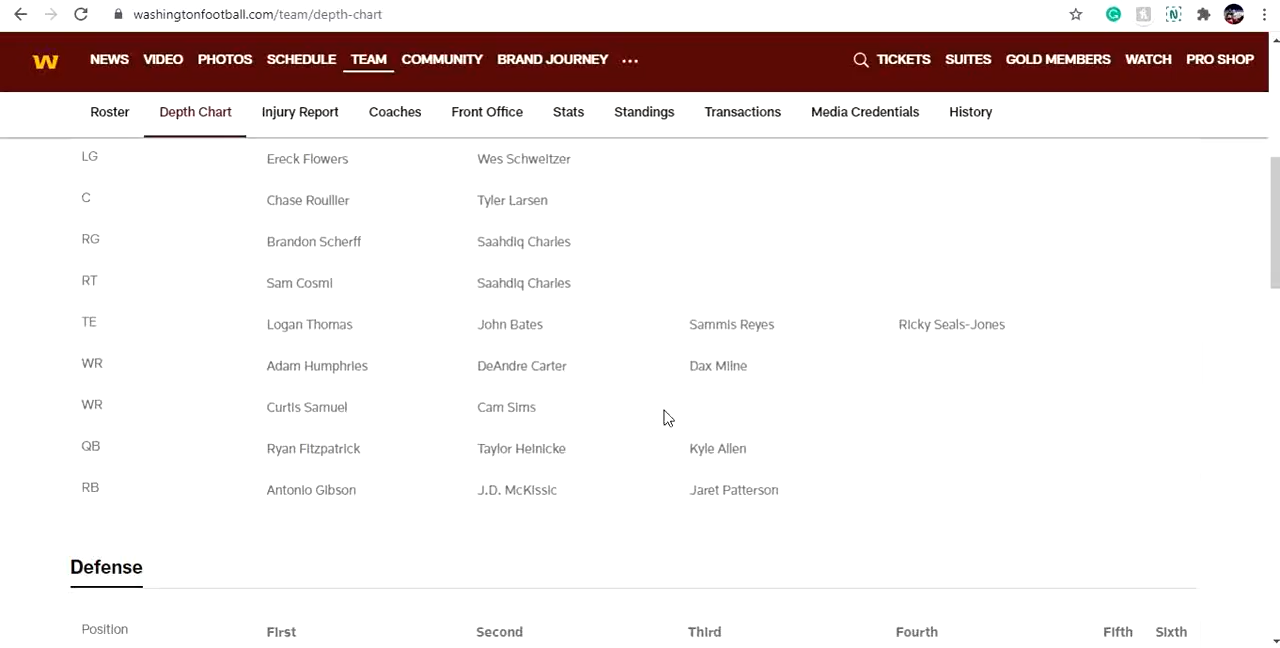 washingtonfootball.com/team/depth-chart
W NEWS VIDEO PHOTOS SCHEDULE TEAM COMMUNITY BRAND JOURNEY ... TICKETS SUITES GOLD MEMBERS WATCH PRO SHOP
Roster Depth Chart Injury Report Coaches Front Office Stats Standings Transactions Media Credentials History
LG Ereck Flowers Wes Schweitzer
C Chase Roullier Tyler Larsen
RG Brandon Scherff Saahdiq Charles
RT Sam Cosmi Saahdiq Charles
TE Logan Thomas John Bates Sammis Reyes Ricky Seals-Jones
WR Adam Humphries DeAndre Carter Dax Milne
WR Curtis Samuel Cam Sims
QB Ryan Fitzpatrick Taylor Heinicke Kyle Allen
RB Antonio Gibson J.D. McKissic Jaret Patterson
Defense
Position First Second Third Fourth Fifth Sixth